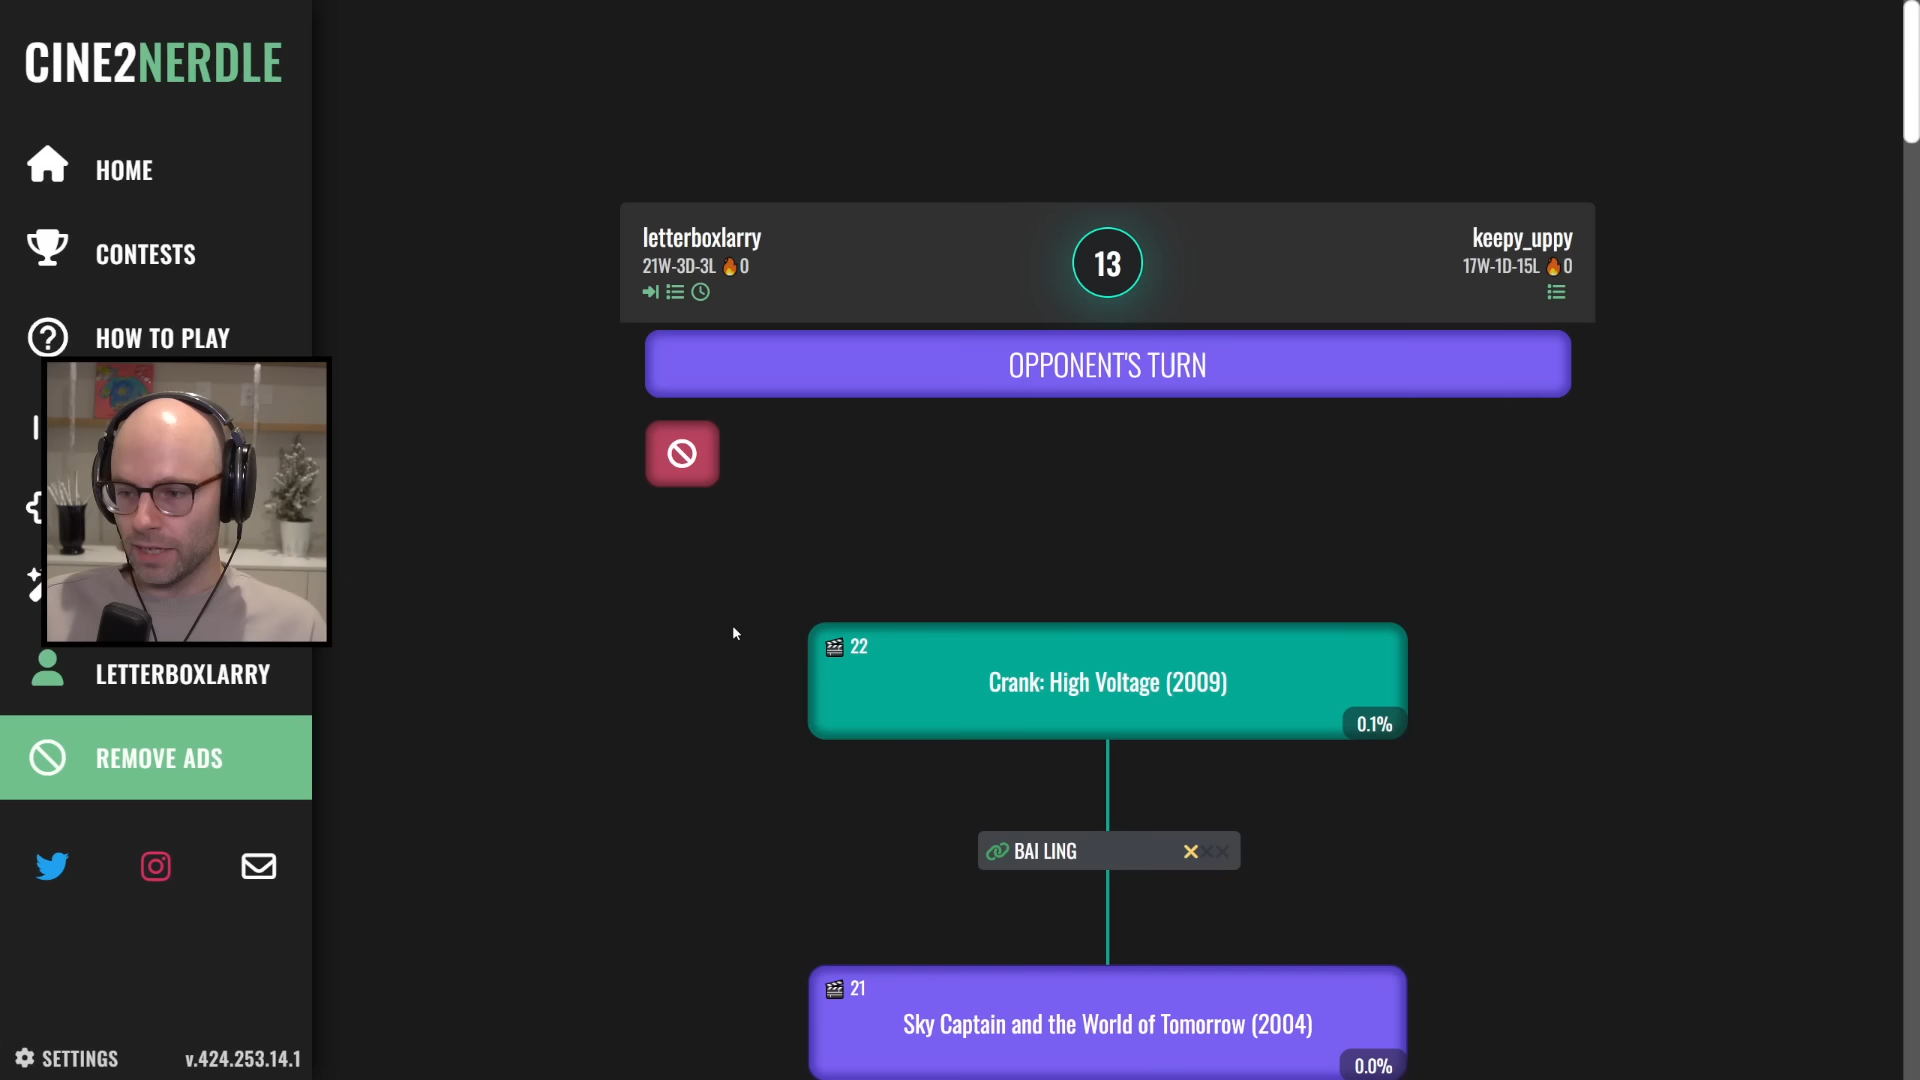 CINE2NERDLE
HOME
CONTESTS
HOW TO PLAY
LETTERBOXLARRY
REMOVE ADS
SETTINGS
v.424.253.14.1
letterboxlarry
21W-3D-3L 🔥0
13
keepy_uppy
17W-1D-15L 🔥0
OPPONENT'S TURN
22
Crank: High Voltage (2009)
0.1%
BAI LING
21
Sky Captain and the World of Tomorrow (2004)
0.0%